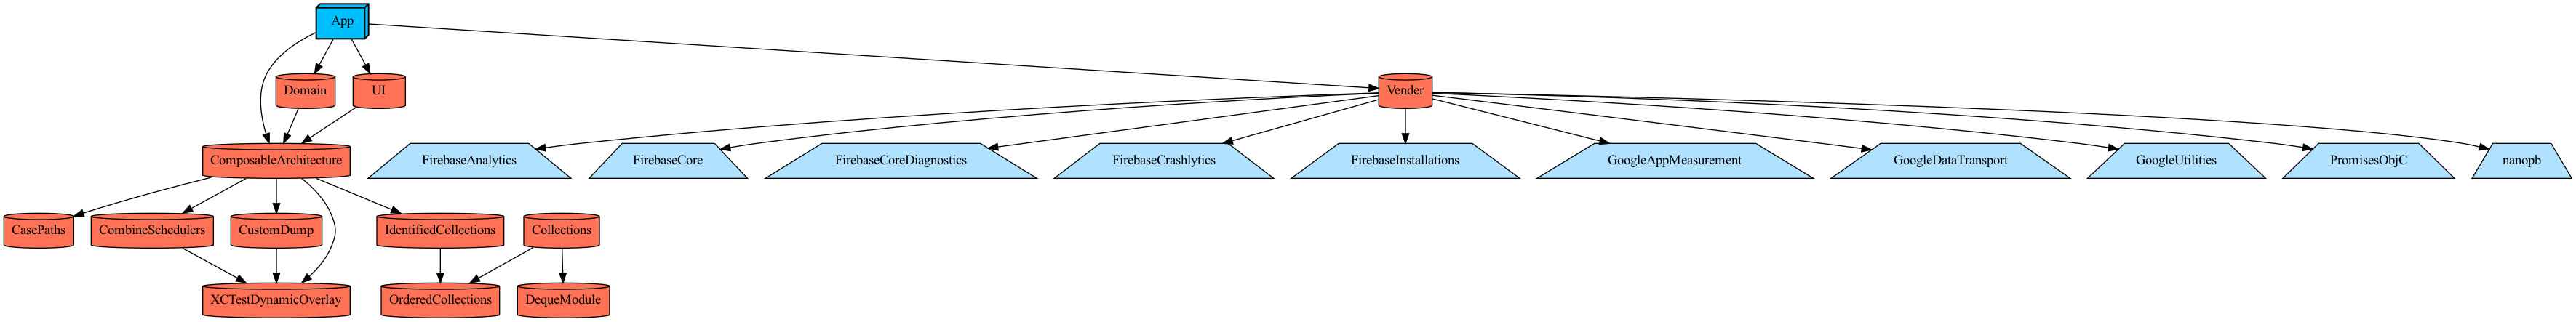 App
Domain
UI
Vender
ComposableArchitecture
FirebaseAnalytics
FirebaseCore
FirebaseCoreDiagnostics
FirebaseCrashlytics
FirebaseInstallations
GoogleAppMeasurement
GoogleDataTransport
GoogleUtilities
PromisesObjC
nanopb
CasePaths
CombineSchedulers
CustomDump
IdentifiedCollections
Collections
XCTestDynamicOverlay
OrderedCollections
DequeModule